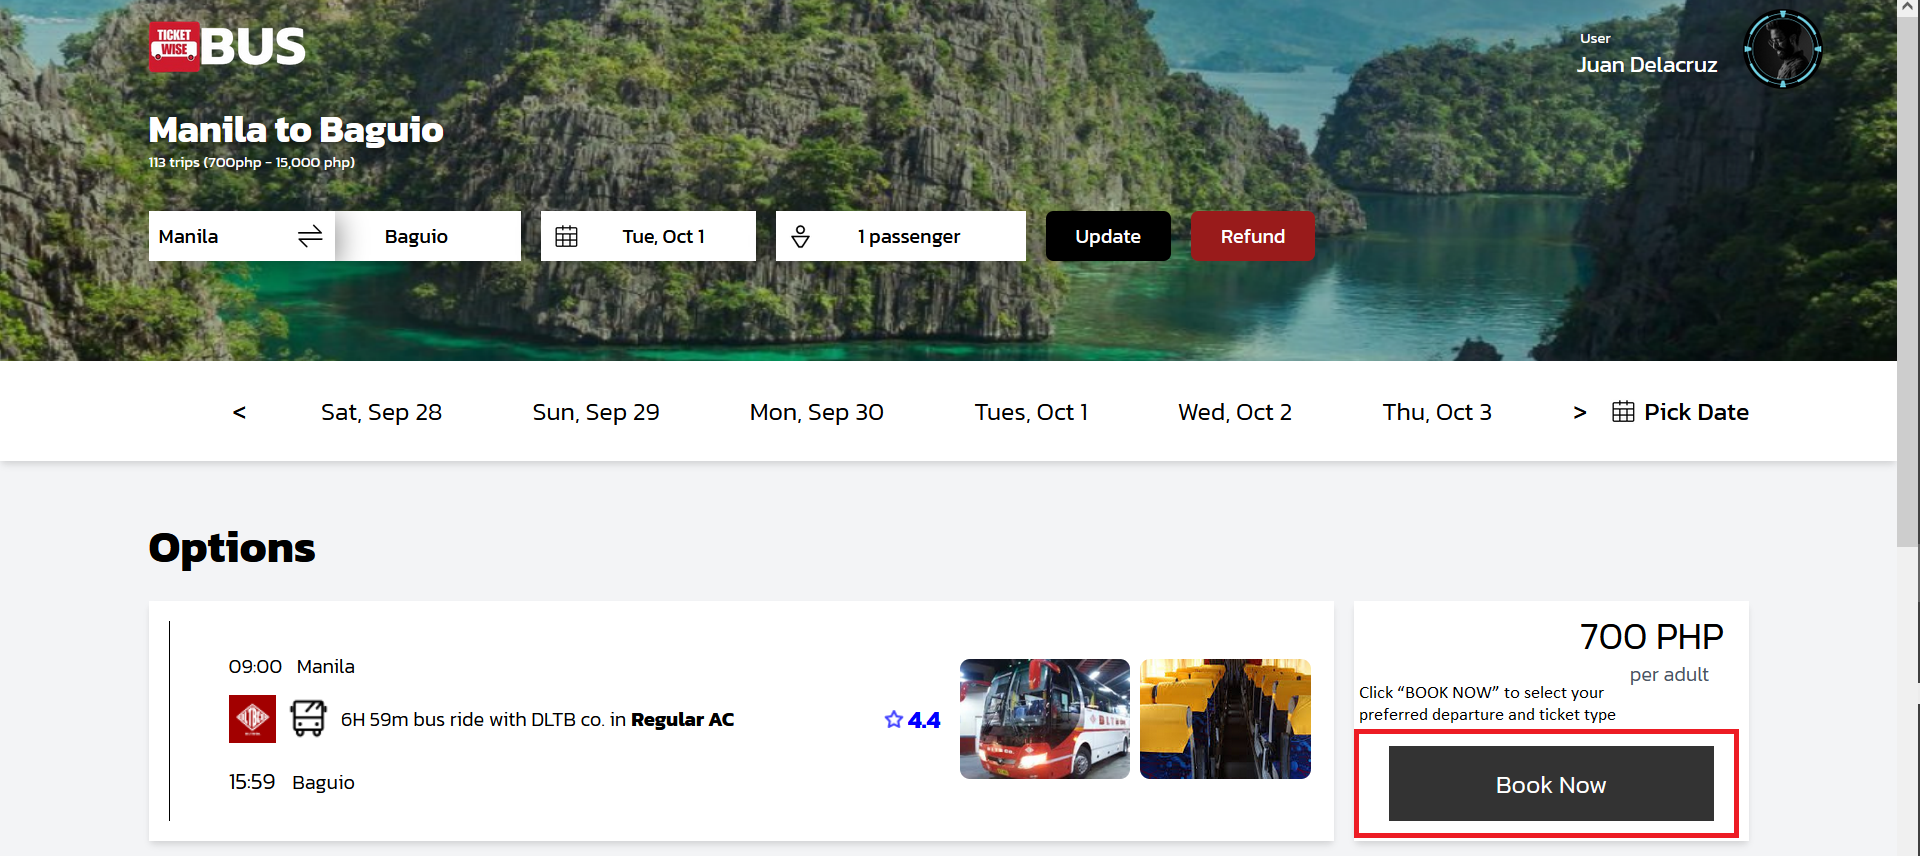 TICKET
WISE
BUS
User
Juan Delacruz
Manila to Baguio
113 trips (700php - 15,000 php)
Manila
Baguio
Tue, Oct 1
1 passenger
Update
Refund
<
Sat, Sep 28
Sun, Sep 29
Mon, Sep 30
Tues, Oct 1
Wed, Oct 2
Thu, Oct 3
>
Pick Date
Options
09:00 Manila
6H 59m bus ride with DLTB co. in Regular AC
4.4
15:59 Baguio
700 PHP
per adult
Click “BOOK NOW” to select your
preferred departure and ticket type
Book Now